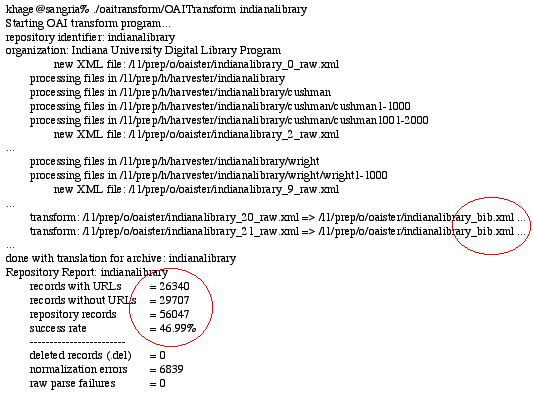 khage@sangria% ./oaitransform/OAITransform indianalibrary
Starting OAI transform program...
repository identifier: indianalibrary
organization: Indiana University Digital Library Program
new XML file: /l1/prep/o/oaister/indianalibrary_0_raw.xml
processing files in /l1/prep/h/harvester/indianalibrary
processing files in /l1/prep/h/harvester/indianalibrary/cushman
processing files in /l1/prep/h/harvester/indianalibrary/cushman/cushman1-1000
processing files in /l1/prep/h/harvester/indianalibrary/cushman/cushman1001-2000
new XML file: /l1/prep/o/oaister/indianalibrary_2_raw.xml
...
processing files in /l1/prep/h/harvester/indianalibrary/wright
processing files in /l1/prep/h/harvester/indianalibrary/wright/wright1-1000
new XML file: /l1/prep/o/oaister/indianalibrary_9_raw.xml
...
transform: /l1/prep/o/oaister/indianalibrary_20_raw.xml => /l1/prep/o/oaister/indianalibrary_bib.xml ...
transform: /l1/prep/o/oaister/indianalibrary_21_raw.xml => /l1/prep/o/oaister/indianalibrary_bib.xml ...
...
done with translation for archive: indianalibrary
Repository Report: indianalibrary
records with URLs = 26340
records without URLs = 29707
repository records = 56047
success rate = 46.99%
------------------------
deleted records (.del) = 0
normalization errors = 6839
raw parse failures = 0